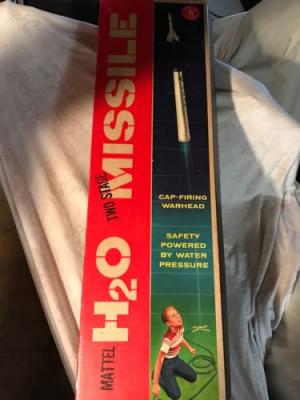 MATTEL H2O TWO STAGE MISSILE
CAP-FIRING
WARHEAD
SAFETY
POWERED
BY WATER
PRESSURE